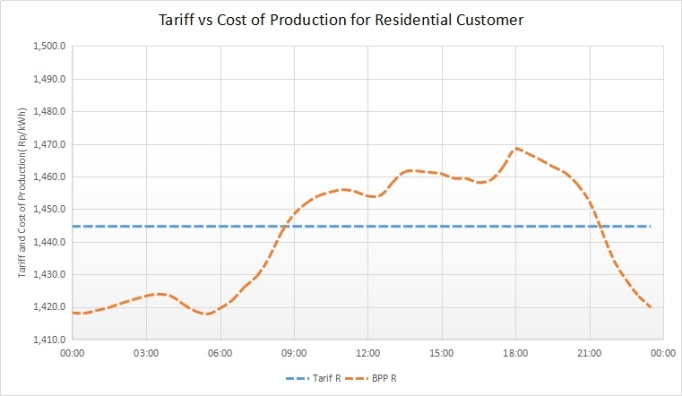 Tariff vs Cost of Production for Residential Customer
Tariff and Cost of Production( Rp/kWh)
1,500.0
1,490.0
1,480.0
1,470.0
1,460.0
1,450.0
1,440.0
1,430.0
1,420.0
1,410.0
00:00 03:00 06:00 09:00 12:00 15:00 18:00 21:00 00:00
Tarif R BPP R